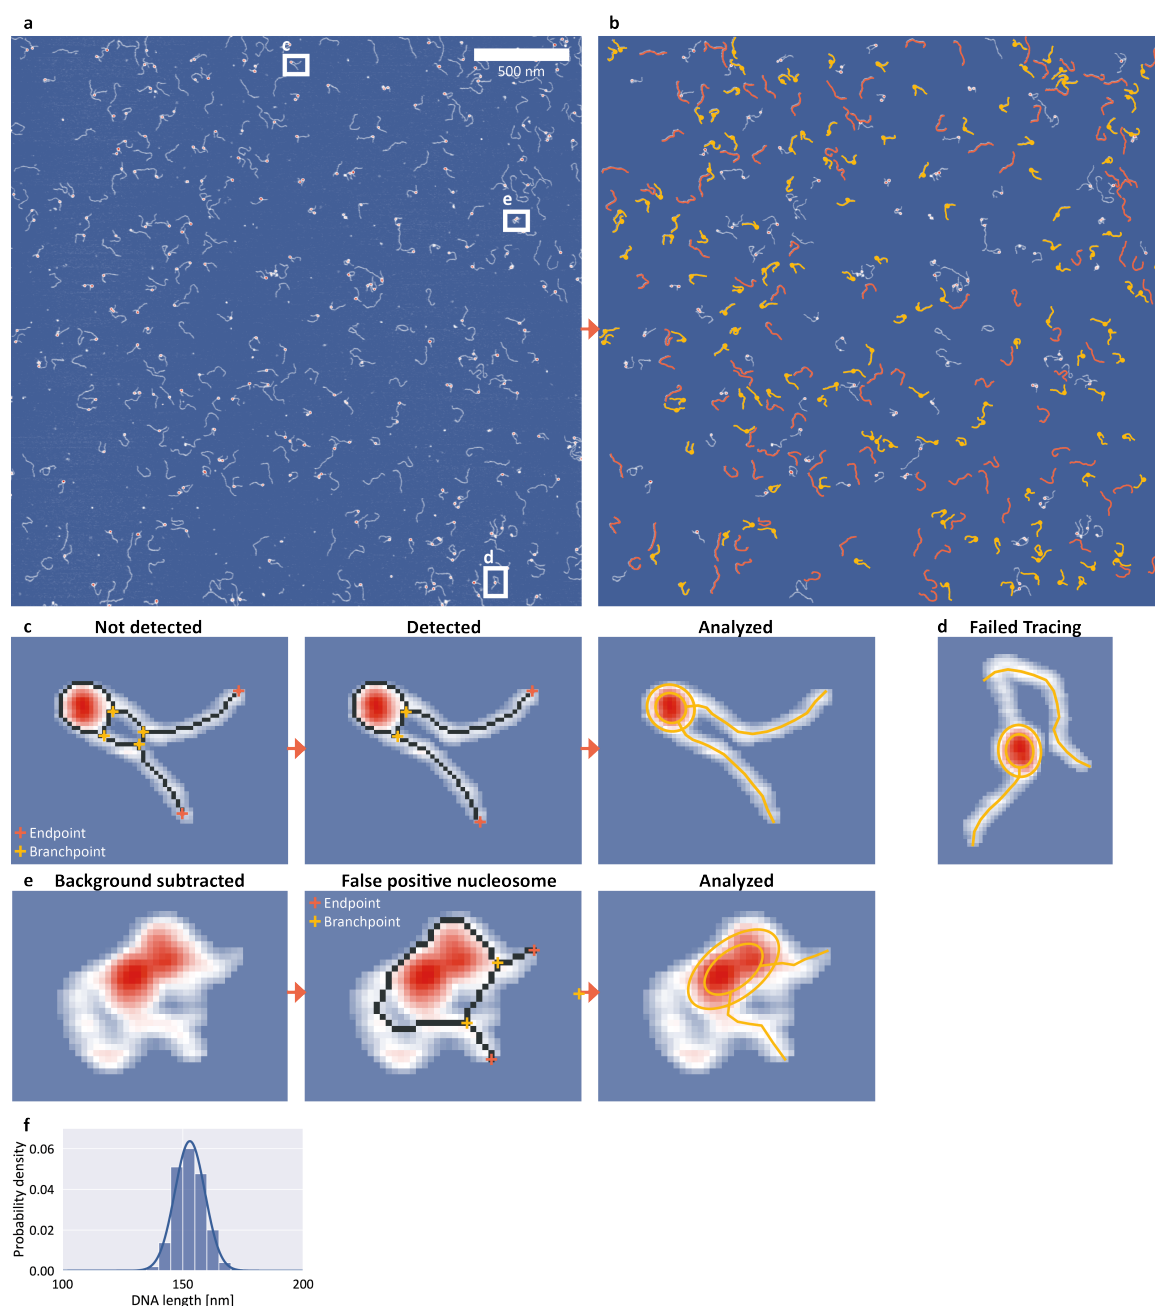 a
b
c
500 nm
e
d
c
Not detected
Detected
Analyzed
d
Failed Tracing
Endpoint
Branchpoint
e
Background subtracted
False positive nucleosome
Analyzed
Endpoint
Branchpoint
f
Probability density
0.06
0.04
0.02
0.00
100
150
200
DNA length [nm]